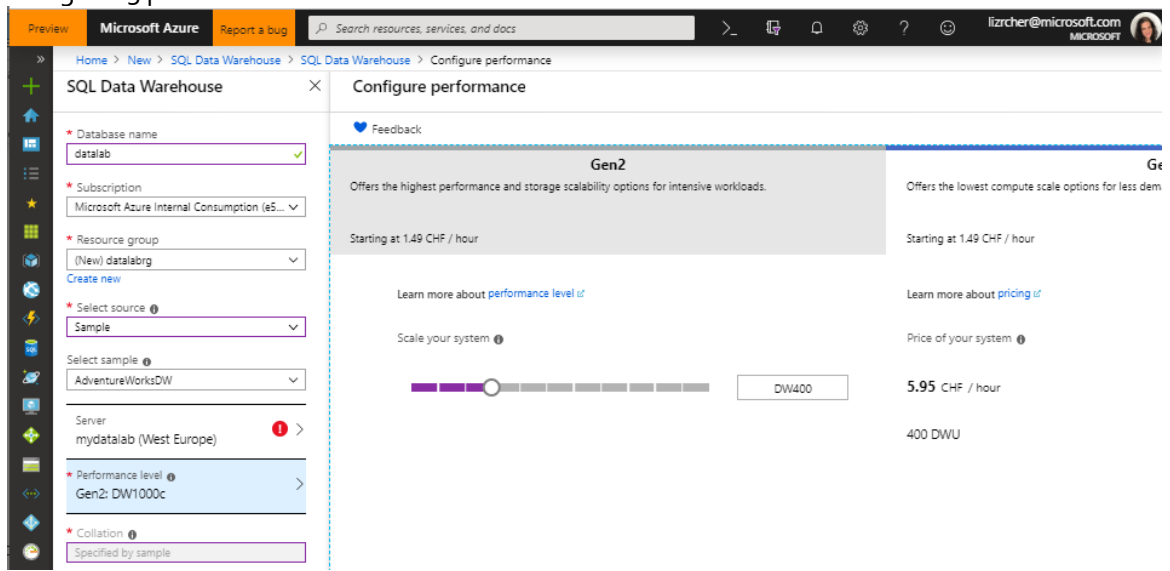 Preview Microsoft Azure Report a bug Search resources, services, and docs >_ ? lizrcher@microsoft.com
MICROSOFT
» Home > New > SQL Data Warehouse > SQL Data Warehouse > Configure performance
SQL Data Warehouse
* Database name
datalab
* Subscription
Microsoft Azure Internal Consumption (e5...
* Resource group
(New) datalabrg
Create new
* Select source
Sample
Select sample
AdventureWorksDW
Server
mydatalab (West Europe)
* Performance level
Gen2: DW1000c
* Collation
Specified by sample
Configure performance
Feedback
Gen2
Offers the highest performance and storage scalability options for intensive workloads.
Starting at 1.49 CHF / hour
Learn more about performance level
Scale your system
DW400
Ge
Offers the lowest compute scale options for less dem
Starting at 1.49 CHF / hour
Learn more about pricing
Price of your system
5.95 CHF / hour
400 DWU